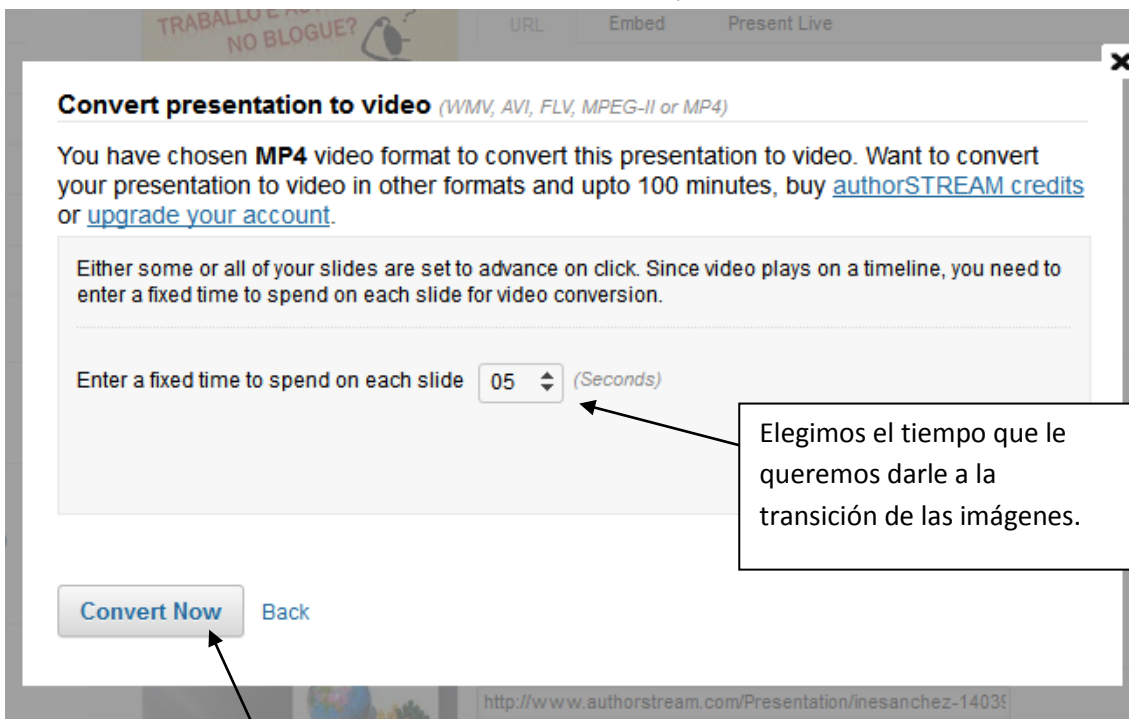 TRABALLO E
NO BLOGUE?
URL Embed Present Live
Convert presentation to video (WMV, AVI, FLV, MPEG-II or MP4)
You have chosen MP4 video format to convert this presentation to video. Want to convert
your presentation to video in other formats and upto 100 minutes, buy authorSTREAM credits
or upgrade your account.
Either some or all of your slides are set to advance on click. Since video plays on a timeline, you need to
enter a fixed time to spend on each slide for video conversion.
Enter a fixed time to spend on each slide 05 (Seconds)
Elegimos el tiempo que le
queremos darle a la
transición de las imágenes.
Convert Now Back
http://www.authorstream.com/Presentation/inesanchez-14039